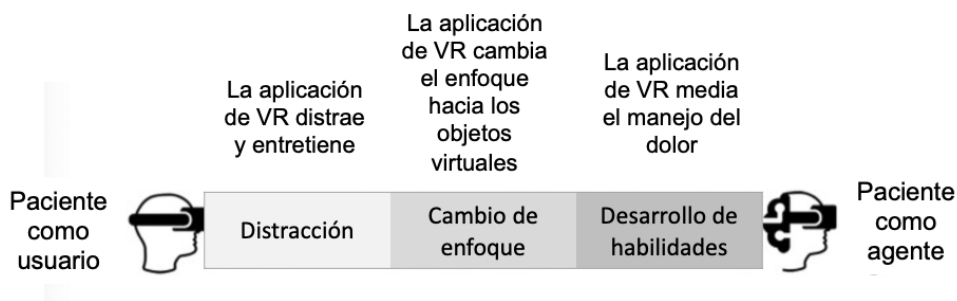 La aplicación
de VR distrae
y entretiene
La aplicación
de VR cambia
el enfoque
hacia los
objetos
virtuales
La aplicación
de VR media
el manejo del
dolor
Paciente
como
usuario
Distracción
Cambio de
enfoque
Desarrollo de
habilidades
Paciente
como
agente